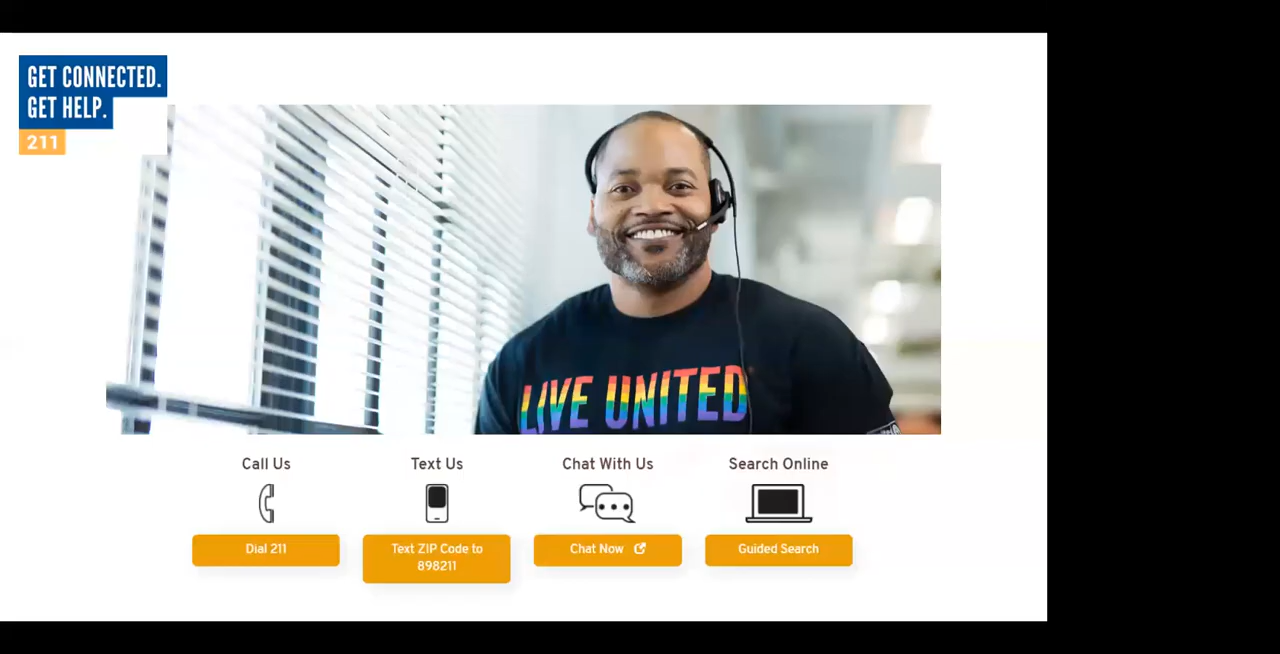 GET CONNECTED.
GET HELP.
211
LIVE UNITED
Call Us
Text Us
Chat With Us
Search Online
Dial 211
Text ZIP Code to
898211
Chat Now
Guided Search